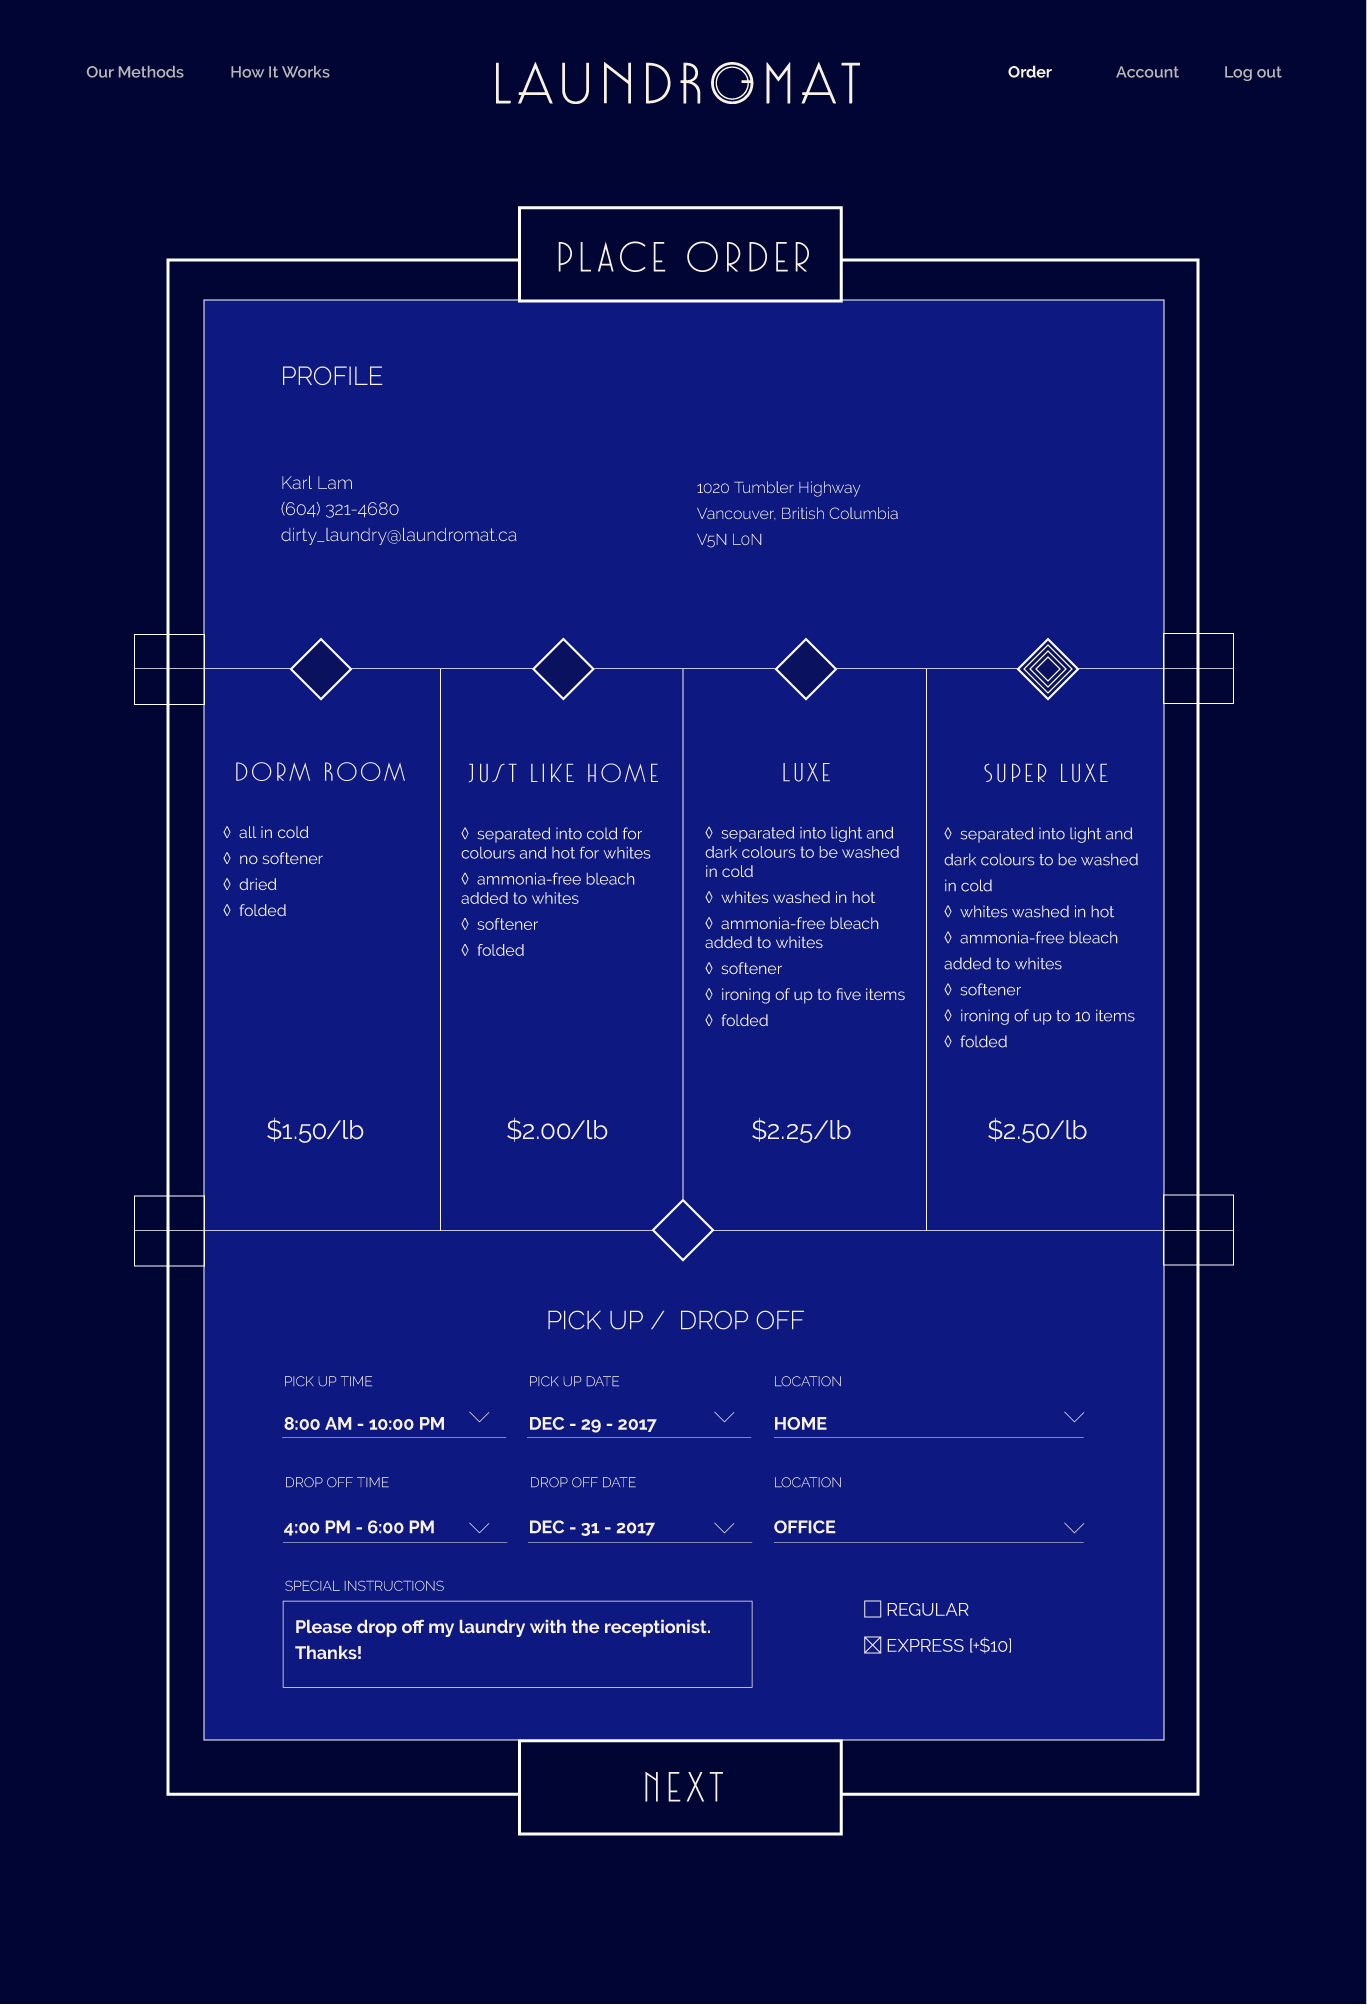 Our Methods
How It Works
LAUNDROMAT
Order
Account
Log out
PLACE ORDER
PROFILE
Karl Lam
(604) 321-4680
dirty_laundry@laundromat.ca
1020 Tumbler Highway
Vancouver, British Columbia
V5N L0N
DORM ROOM
◊ all in cold
◊ no softener
◊ dried
◊ folded
$1.50/lb
JUST LIKE HOME
◊ separated into cold for
colours and hot for whites
◊ ammonia-free bleach
added to whites
◊ softener
◊ folded
$2.00/lb
LUXE
◊ separated into light and
dark colours to be washed
in cold
◊ whites washed in hot
◊ ammonia-free bleach
added to whites
◊ softener
◊ ironing of up to five items
◊ folded
$2.25/lb
SUPER LUXE
◊ separated into light and
dark colours to be washed
in cold
◊ whites washed in hot
◊ ammonia-free bleach
added to whites
◊ softener
◊ ironing of up to 10 items
◊ folded
$2.50/lb
PICK UP / DROP OFF
PICK UP TIME
8:00 AM - 10:00 PM
PICK UP DATE
DEC - 29 - 2017
LOCATION
HOME
DROP OFF TIME
4:00 PM - 6:00 PM
DROP OFF DATE
DEC - 31 - 2017
LOCATION
OFFICE
SPECIAL INSTRUCTIONS
Please drop off my laundry with the receptionist.
Thanks!
REGULAR
EXPRESS [+$10]
NEXT